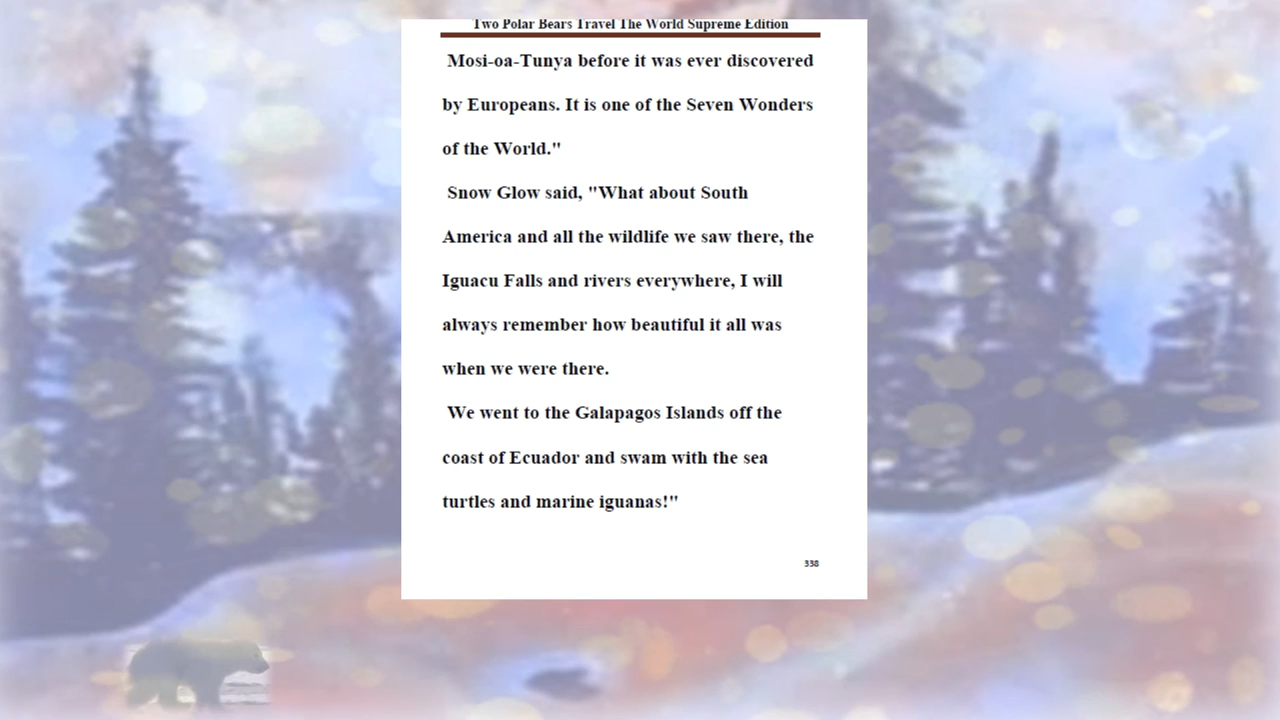 Two Polar Bears Travel The World Supreme Edition
Mosi-oa-Tunya before it was ever discovered
by Europeans. It is one of the Seven Wonders
of the World."
Snow Glow said, "What about South
America and all the wildlife we saw there, the
Iguacu Falls and rivers everywhere, I will
always remember how beautiful it all was
when we were there.
We went to the Galapagos Islands off the
coast of Ecuador and swam with the sea
turtles and marine iguanas!"
338